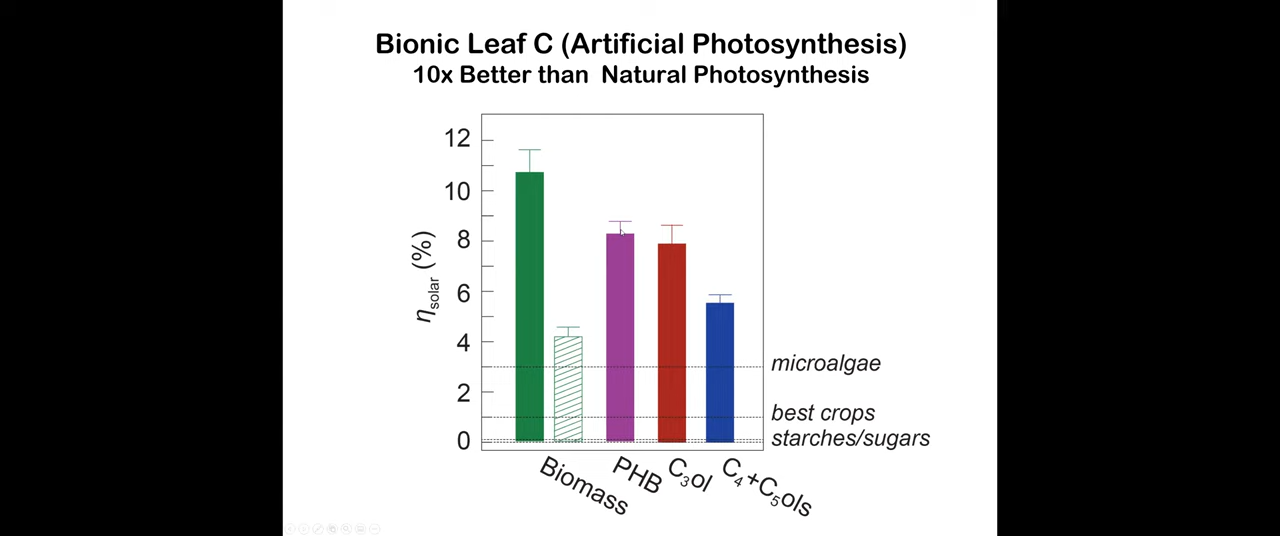 Bionic Leaf C (Artificial Photosynthesis)
10x Better than Natural Photosynthesis
12
10
8
6
4
2
0
ηsolar (%)
microalgae
best crops
starches/sugars
Biomass
PHB
C₃ol
C₄+C₅ols